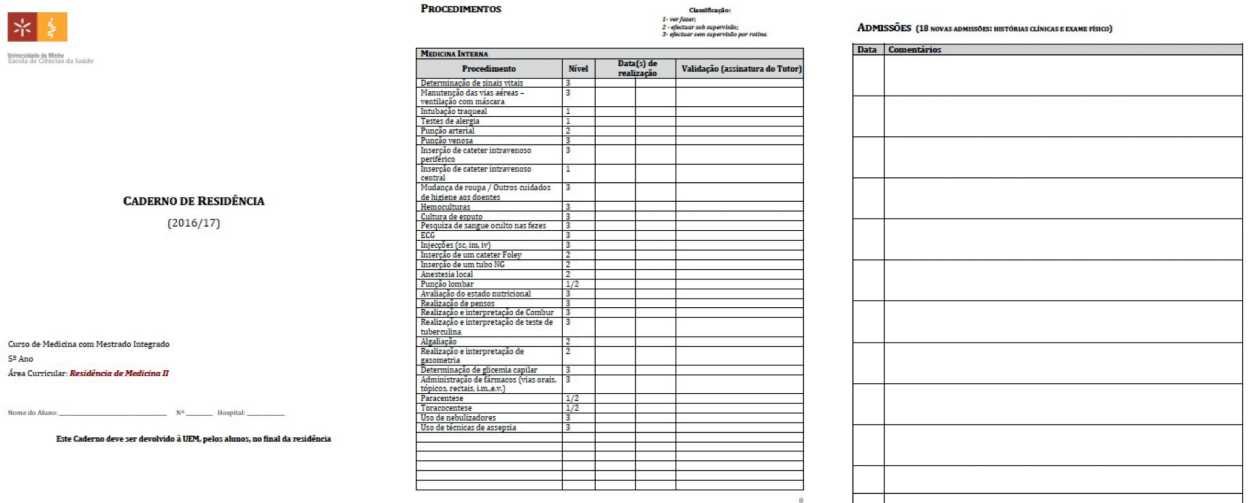 Universidade do Minho
Escola de Ciências da Saúde
CADERNO DE RESIDÊNCIA
(2016/17)
Curso de Medicina com Mestrado Integrado
5º Ano
Área Curricular: Residência de Medicina II
Nome do Aluno: Nº Hospital:
Este Caderno deve ser devolvido à UEM, pelos alunos, no final da residência
PROCEDIMENTOS
Classificação:
1- ver fazer;
2 - efectuar sob supervisão;
3- efectuar sem supervisão por rotina.
MEDICINA INTERNA
Procedimento Nível Data(s) de realização Validação (assinatura do Tutor)
Determinação de sinais vitais 3
Manutenção das vias aéreas – 3
ventilação com máscara
Intubação traqueal 1
Testes de alergia 1
Punção arterial 2
Punção venosa 3
Inserção de cateter intravenoso 3
periférico
Inserção de cateter intravenoso 1
central
Mudança de roupa / Outros cuidados 3
de higiene aos doentes
Hemoculturas 3
Cultura de esputo 3
Pesquiza de sangue oculto nas fezes 3
ECG 3
Injecções (sc, im, iv) 3
Inserção de um cateter Foley 2
Inserção de um tubo NG 2
Anestesia local 2
Punção lombar 1/2
Avaliação do estado nutricional 3
Realização de pensos 3
Realização e interpretação de Combur 3
Realização e interpretação de teste de 3
tuberculina
Algaliação 2
Realização e interpretação de 2
gasometria
Determinação de glicemia capilar 3
Administração de fármacos (vias orais, 3
tópicos, rectais, i.m.,e.v.)
Paracentese 1/2
Toracocentese 1/2
Uso de nebulizadores 3
Uso de técnicas de assepsia 3
8
ADMISSÕES (18 NOVAS ADMISSÕES: HISTÓRIAS CLÍNICAS E EXAME FÍSICO)
Data Comentários